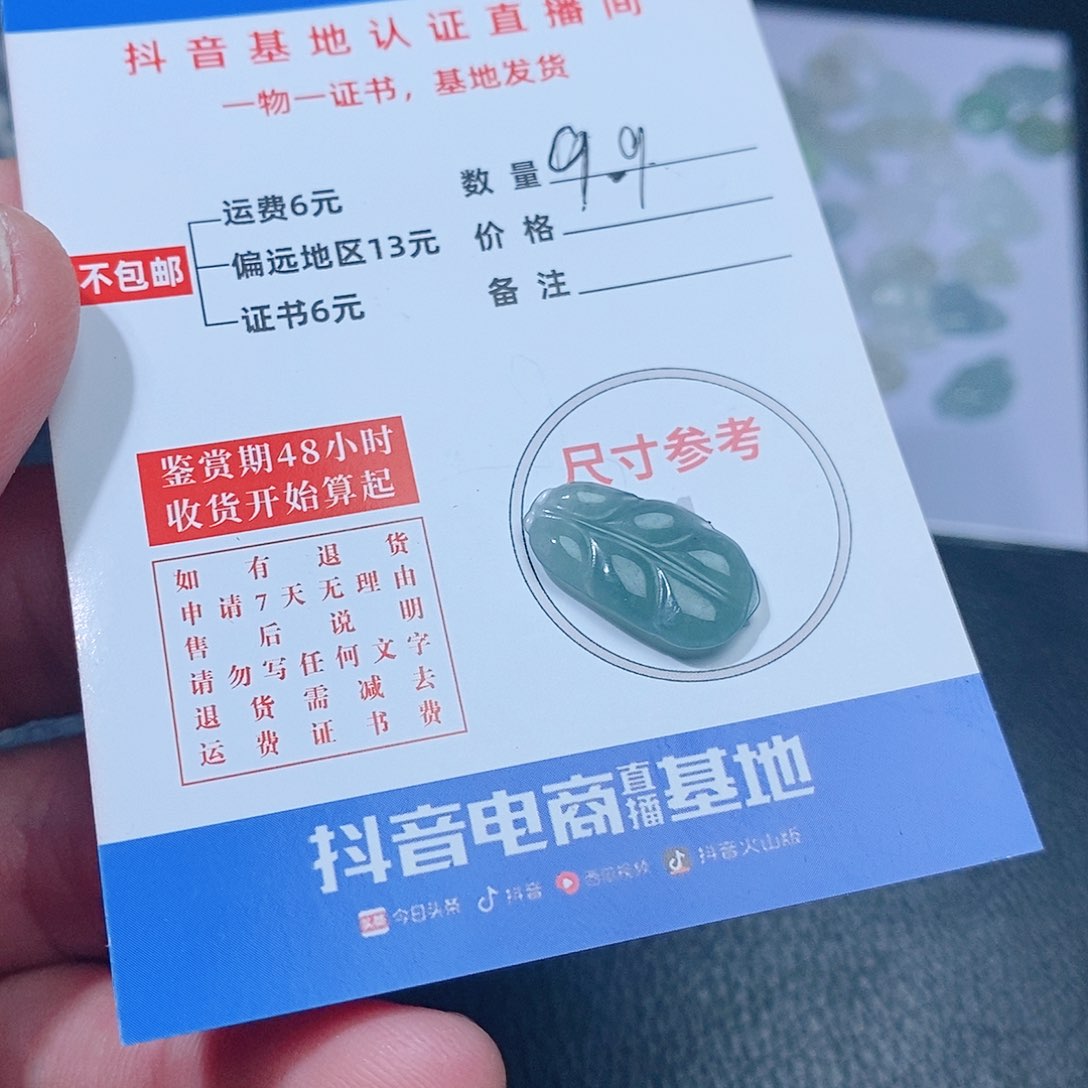 抖音基地认证直播间
一物一证书，基地发货
运费6元
不包邮
偏远地区13元
证书6元
数量 9.9
价格
备注
鉴赏期48小时
收货开始算起
如有退货
申请7天无理由
售后说明
请勿写任何文字
退货需减去
运费证书费
尺寸参考
抖音电商直播基地
今日头条 抖音 西瓜视频 抖音火山版